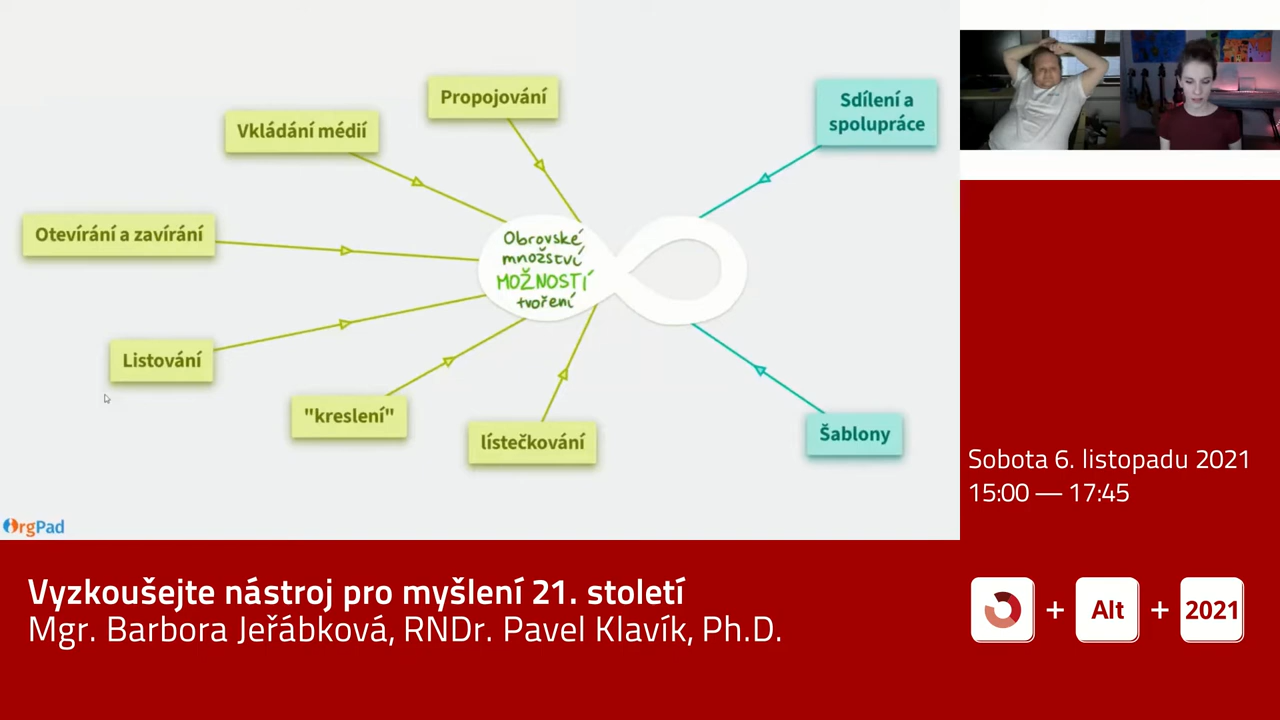 Propojování
Vkládání médií
Sdílení a
spolupráce
Otevírání a zavírání
Obrovské
množství
MOŽNOSTÍ
tvoření
Listování
"kreslení"
lístečkování
Šablony
OrgPad
Sobota 6. listopadu 2021
15:00 — 17:45
Vyzkoušejte nástroj pro myšlení 21. století
Mgr. Barbora Jeřábková, RNDr. Pavel Klavík, Ph.D.
+ Alt + 2021